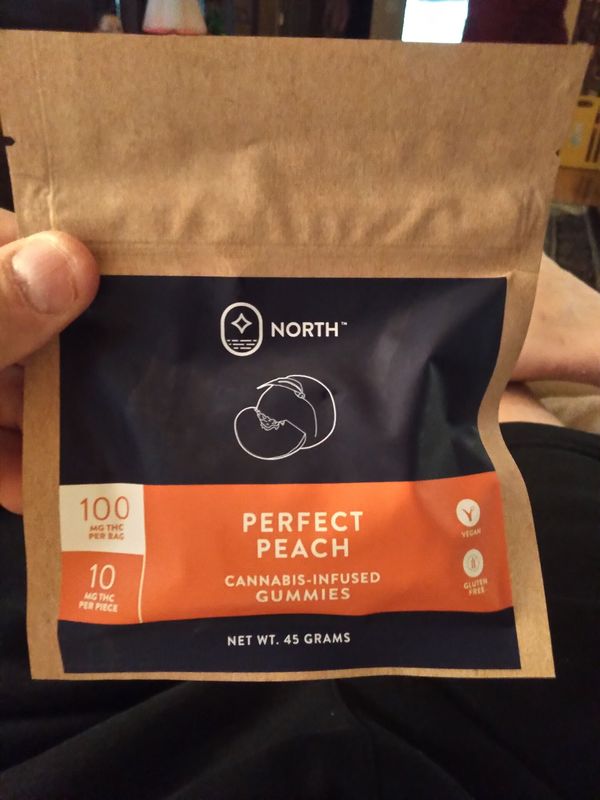 NORTH™
100
MG THC
PER BAG
10
MG THC
PER PIECE
PERFECT
PEACH
CANNABIS-INFUSED
GUMMIES
VEGAN
GLUTEN
FREE
NET WT. 45 GRAMS